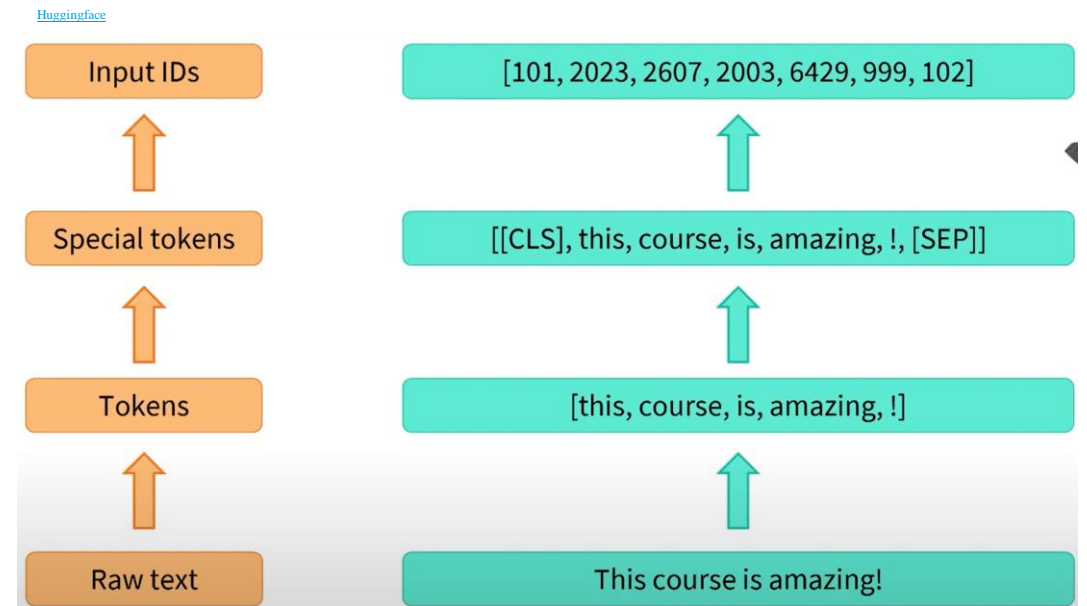 Huggingface
Input IDs
[101, 2023, 2607, 2003, 6429, 999, 102]
Special tokens
[[CLS], this, course, is, amazing, !, [SEP]]
Tokens
[this, course, is, amazing, !]
Raw text
This course is amazing!